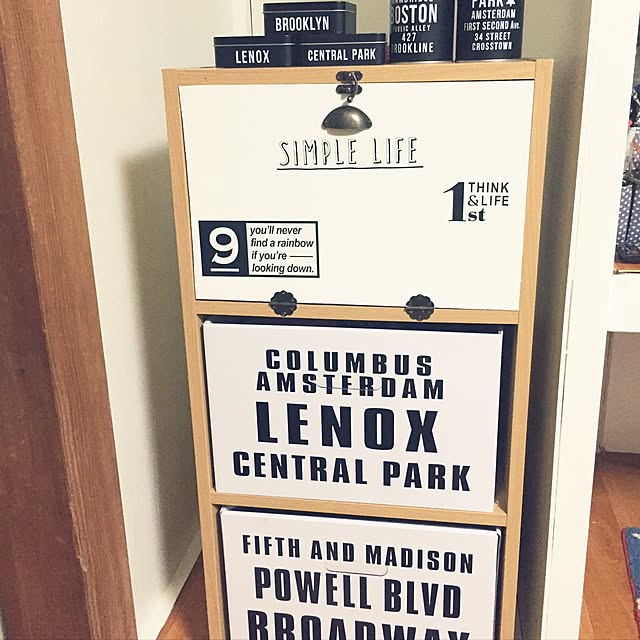 BROOKLYN
LENOX
CENTRAL PARK
BOSTON
PUBLIC ALLEY
427
BROOKLINE
PARK
AMSTERDAM
FIRST SECOND Ave.
34 STREET
CROSSTOWN
SIMPLE LIFE
1st
THINK
&LIFE
9
you'll never
find a rainbow
if you're
looking down.
COLUMBUS
AMSTERDAM
LENOX
CENTRAL PARK
FIFTH AND MADISON
POWELL BLVD
BROADWAY